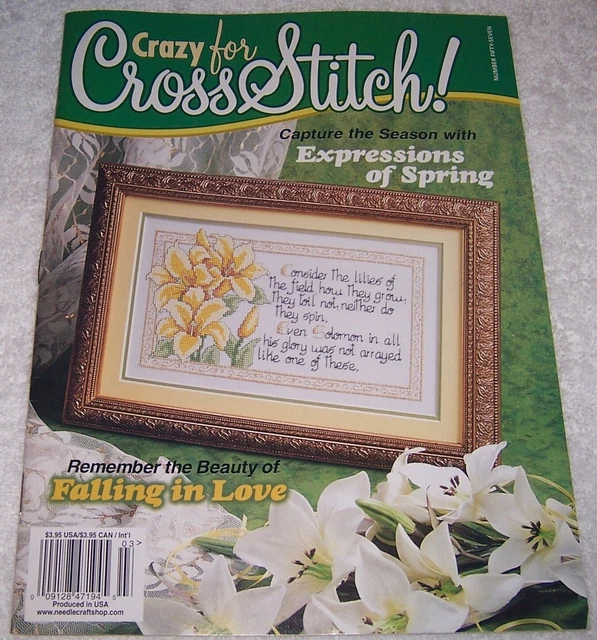 Crazy for
Cross Stitch!
NUMBER FIFTY-SEVEN
Capture the Season with
Expressions
of Spring
Consider the lilies of
the field how they grow,
they toil not, neither do
they spin.
Even Solomon in all
his glory was not arrayed
like one of these.
Remember the Beauty of
Falling in Love
$3.95 USA/$3.95 CAN / Int'l
03>
0 09128 47194 5
Produced in USA
www.needlecraftshop.com